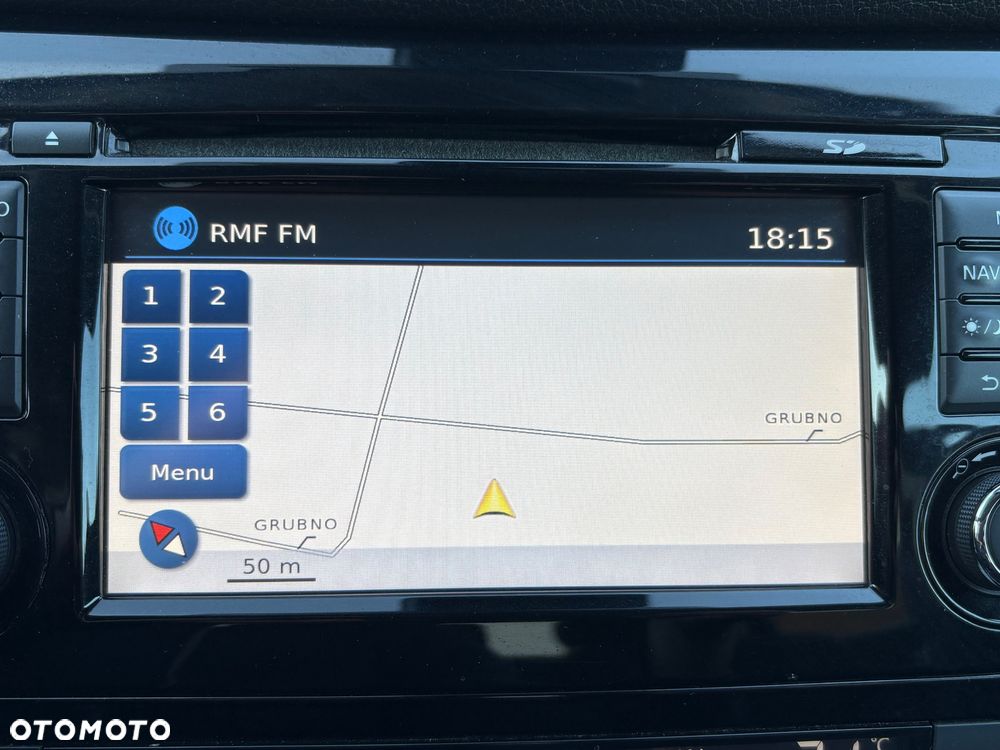 SD
RMF FM
18:15
1 2
3 4
5 6
Menu
GRUBNO
GRUBNO
50 m
NAV
OTOMOTO
°C